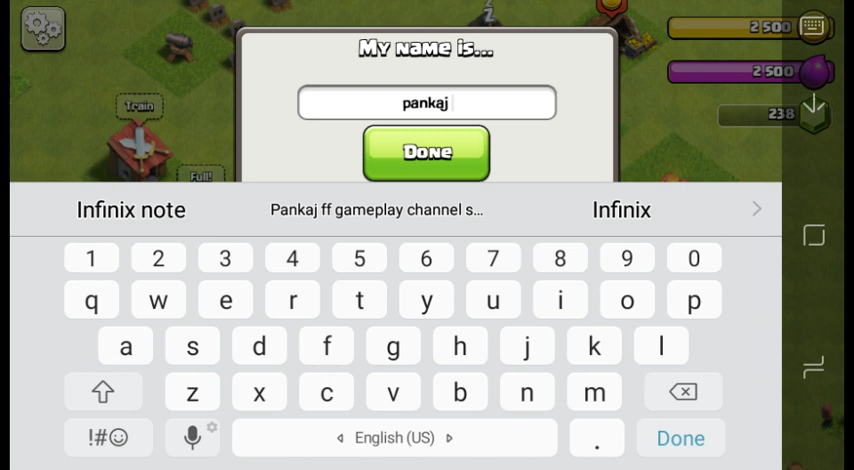 My name is...
2 500
pankaj
2 500
Train
238
Done
Full!
Infinix note
Pankaj ff gameplay channel s...
Infinix
1 2 3 4 5 6 7 8 9 0
q w e r t y u i o p
a s d f g h j k l
z x c v b n m
!#☺ English (US) . Done